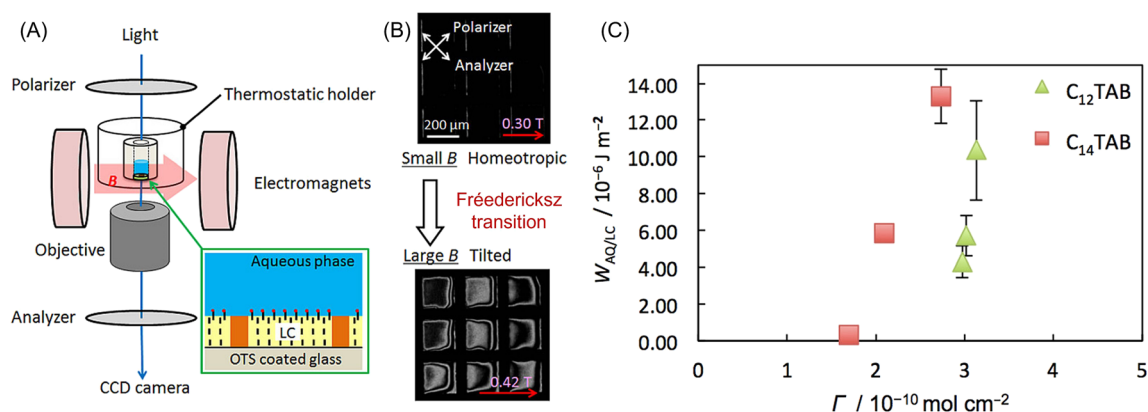 (A)
Light
Polarizer
Thermostatic holder
B
Electromagnets
Objective
Analyzer
CCD camera
Aqueous phase
LC
OTS coated glass
(B)
Polarizer
Analyzer
200 μm
0.30 T
Small B Homeotropic
Fréedericksz
transition
Large B Tilted
0.42 T
(C)
W_AQ/LC / 10⁻⁶ J m⁻²
14.00
12.00
10.00
8.00
6.00
4.00
2.00
0.00
0 1 2 3 4 5
Γ / 10⁻¹⁰ mol cm⁻²
C₁₂TAB
C₁₄TAB